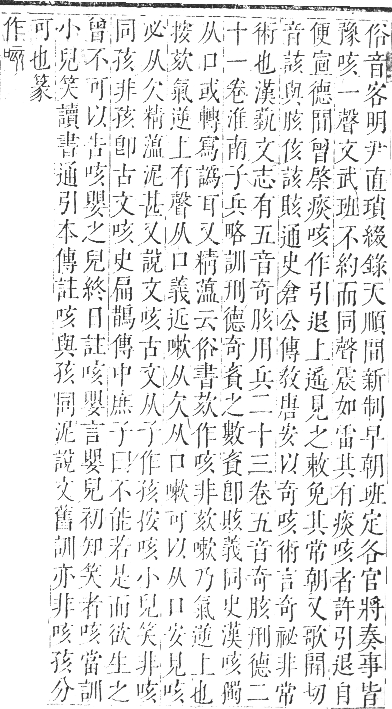 俗音客明尹直瑣綴錄天順間新制早朝班定各官將奏事皆
豫咳一聲文武班不約而同聲震如雷其有痰咳者許引退自
便宣德間曾棨痰咳作引退上遙見之敕免其常朝又歌開切
音該與胲侅該賅通史倉公傳敎唐安以奇咳術言奇祕非常
術也漢藝文志有五音奇胲用兵二十三卷五音奇胲刑德二
十一卷淮南子兵略訓刑德奇賌之數賌卽賅義同史漢咳獨
从口或轉寫譌耳又精薀云俗書欬作咳非欬嗽乃氣逆上也
按欬氣逆上有聲从口義近嗽从欠从口嗽可以从口安見咳
必从欠精薀泥甚又說文咳古文从子作孩按咳小兒笑非咳
同孩非孩卽古文咳史扁鵲傳中庶子曰不能若是而欲生之
曾不可以告咳嬰之兒終日註咳嬰言嬰兒初知笑者咳當訓
小兒笑讀書通引本傳註咳與孩同泥說文舊訓亦非咳孩分
可也篆
作